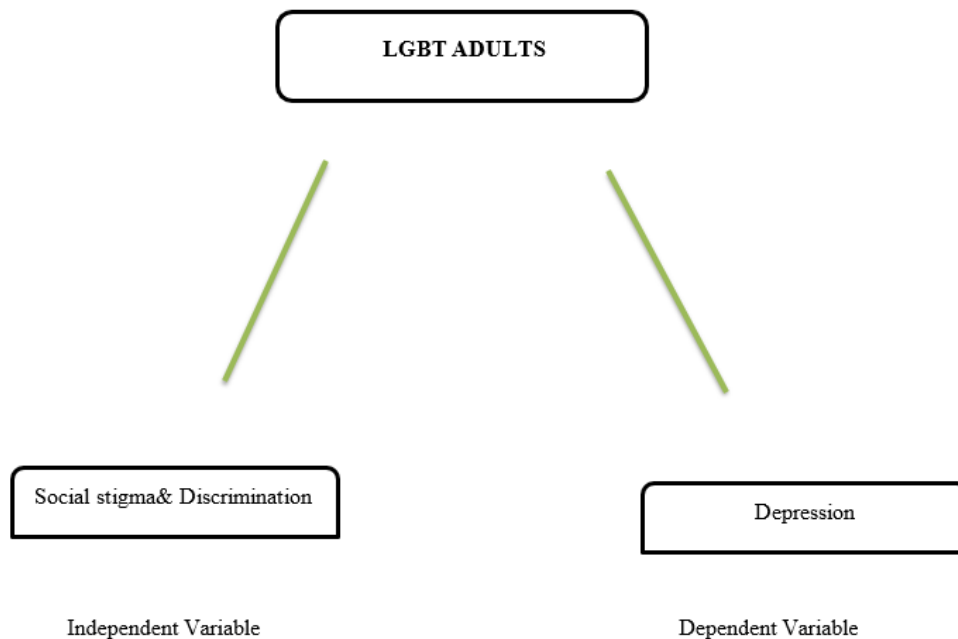 LGBT ADULTS
Social stigma& Discrimination
Depression
Independent Variable
Dependent Variable